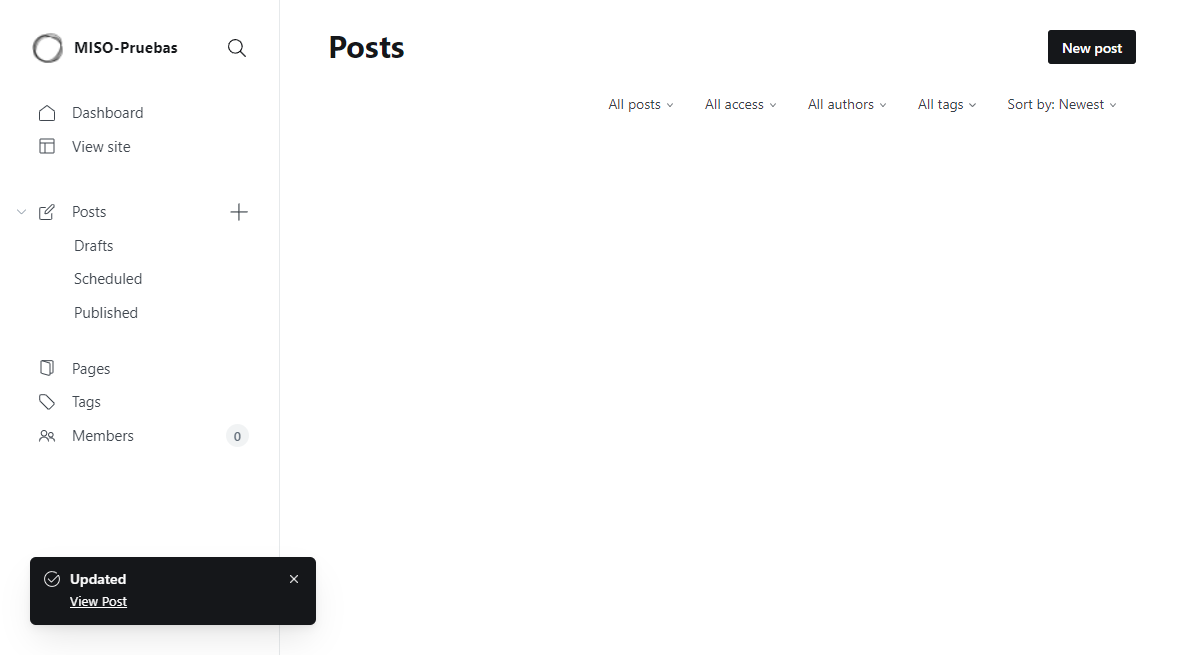 MISO-Pruebas
Dashboard
View site
Posts
Drafts
Scheduled
Published
Pages
Tags
Members 0
Updated
View Post
Posts
New post
All posts All access All authors All tags Sort by: Newest